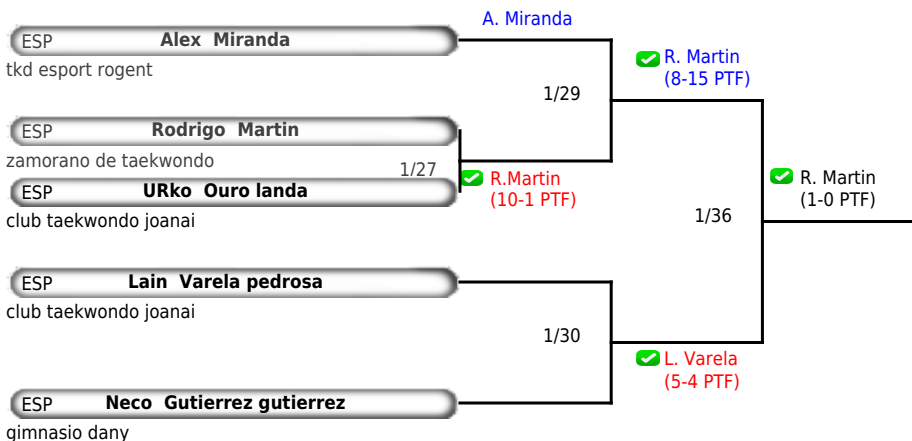 A. Miranda
ESP Alex Miranda
tkd esport rogent
R. Martin
(8-15 PTF)
1/29
ESP Rodrigo Martin
zamorano de taekwondo
1/27
R.Martin
(10-1 PTF)
ESP URko Ouro landa
club taekwondo joanai
R. Martin
(1-0 PTF)
1/36
ESP Lain Varela pedrosa
club taekwondo joanai
1/30
L. Varela
(5-4 PTF)
ESP Neco Gutierrez gutierrez
gimnasio dany